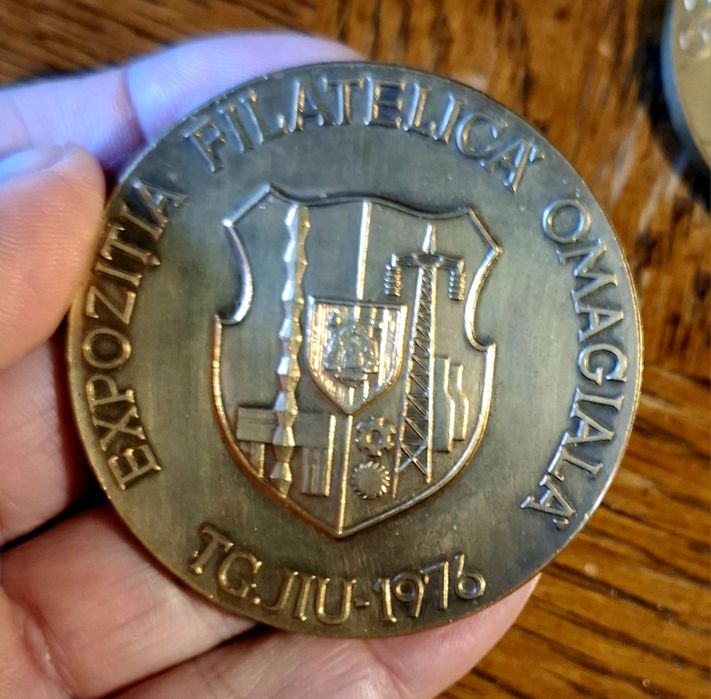 EXPOZIȚIA FILATELICĂ OMAGIALĂ
TG. JIU-1976